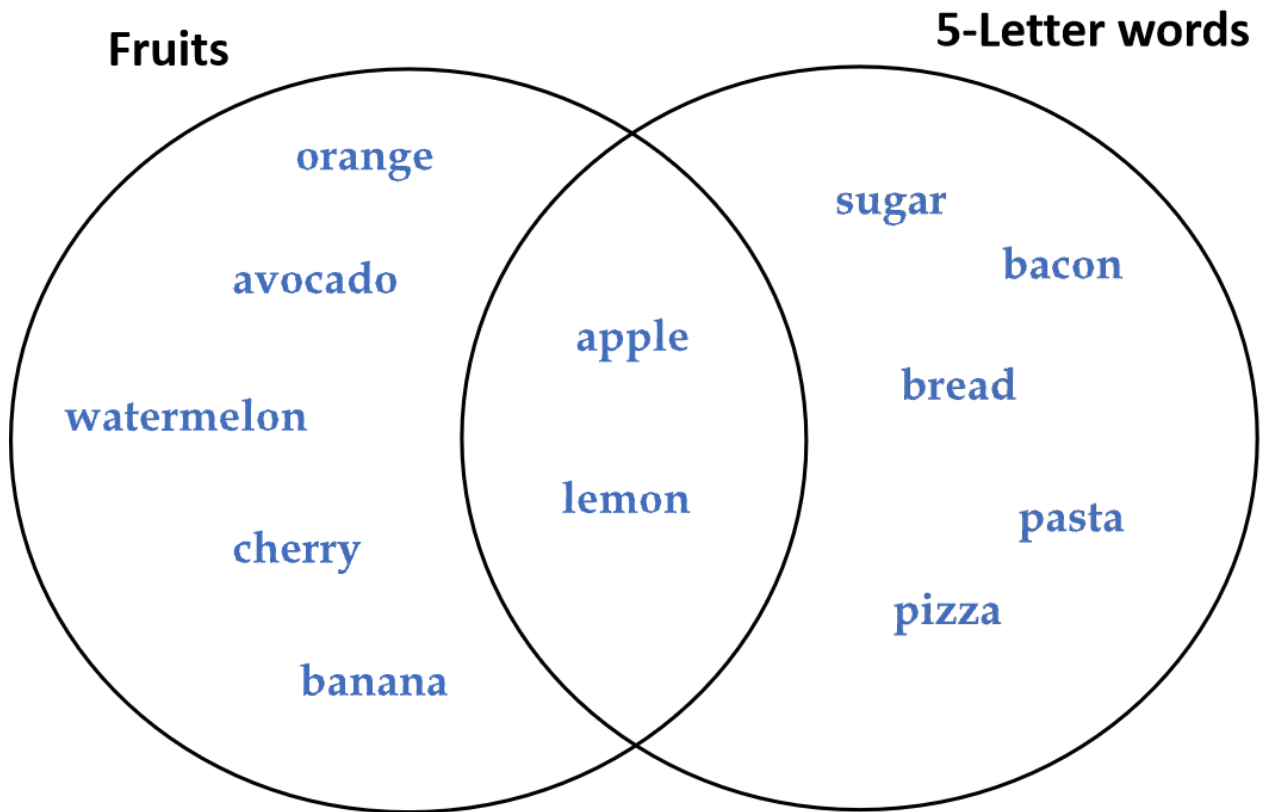 Fruits
5-Letter words
orange
avocado
watermelon
cherry
banana
apple
lemon
sugar
bacon
bread
pasta
pizza